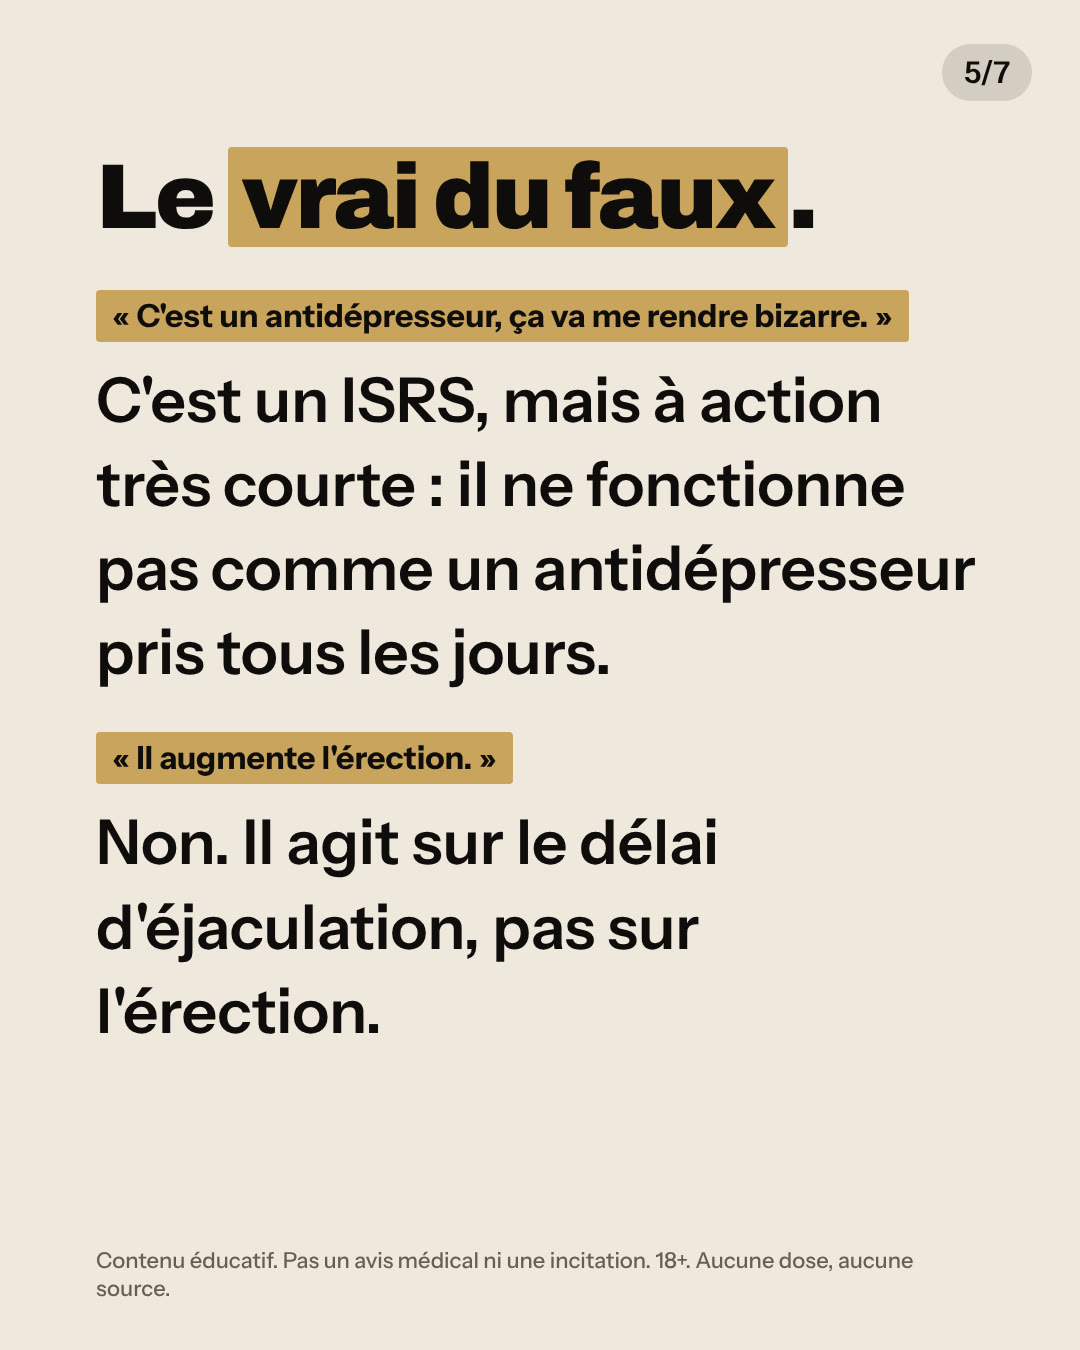 5/7
Le vrai du faux.
« C'est un antidépresseur, ça va me rendre bizarre. »
C'est un ISRS, mais à action
très courte : il ne fonctionne
pas comme un antidépresseur
pris tous les jours.
« Il augmente l'érection. »
Non. Il agit sur le délai
d'éjaculation, pas sur
l'érection.
Contenu éducatif. Pas un avis médical ni une incitation. 18+. Aucune dose, aucune
source.